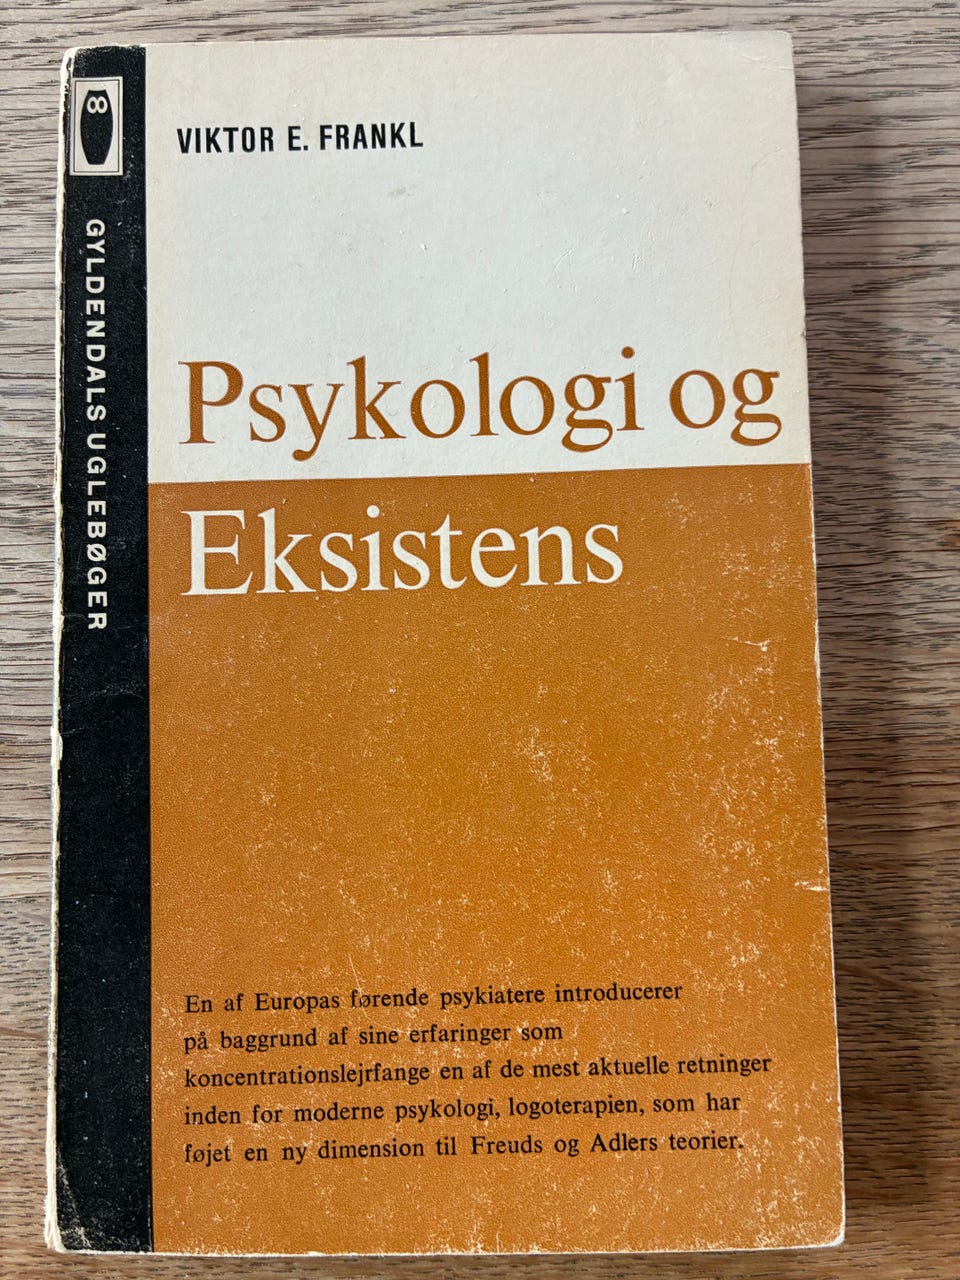 VIKTOR E. FRANKL
Psykologi og
Eksistens
En af Europas førende psykiatere introducerer
på baggrund af sine erfaringer som
koncentrationslejrfange en af de mest aktuelle retninger
inden for moderne psykologi, logoterapien, som har
føjet en ny dimension til Freuds og Adlers teorier.
GYLDENDALS UGLEBØGER